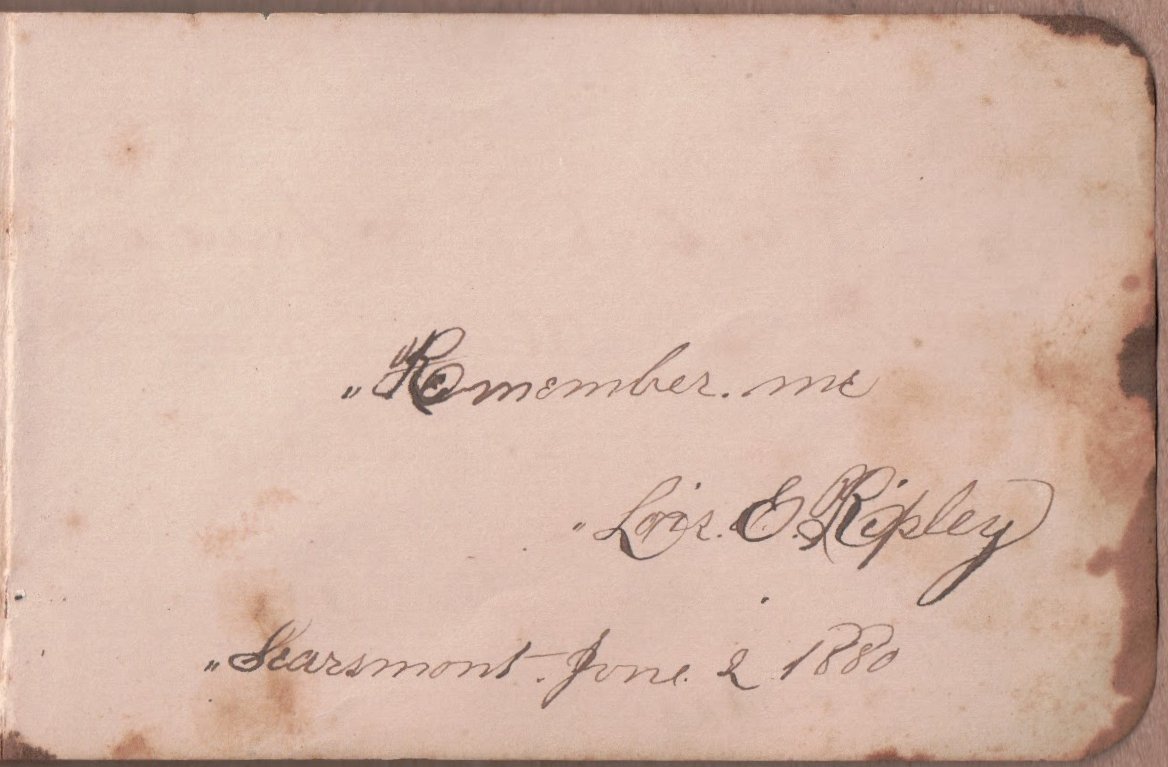 „Remember. me
„Lois. E. Ripley
„Searsmont. June. 2 1880